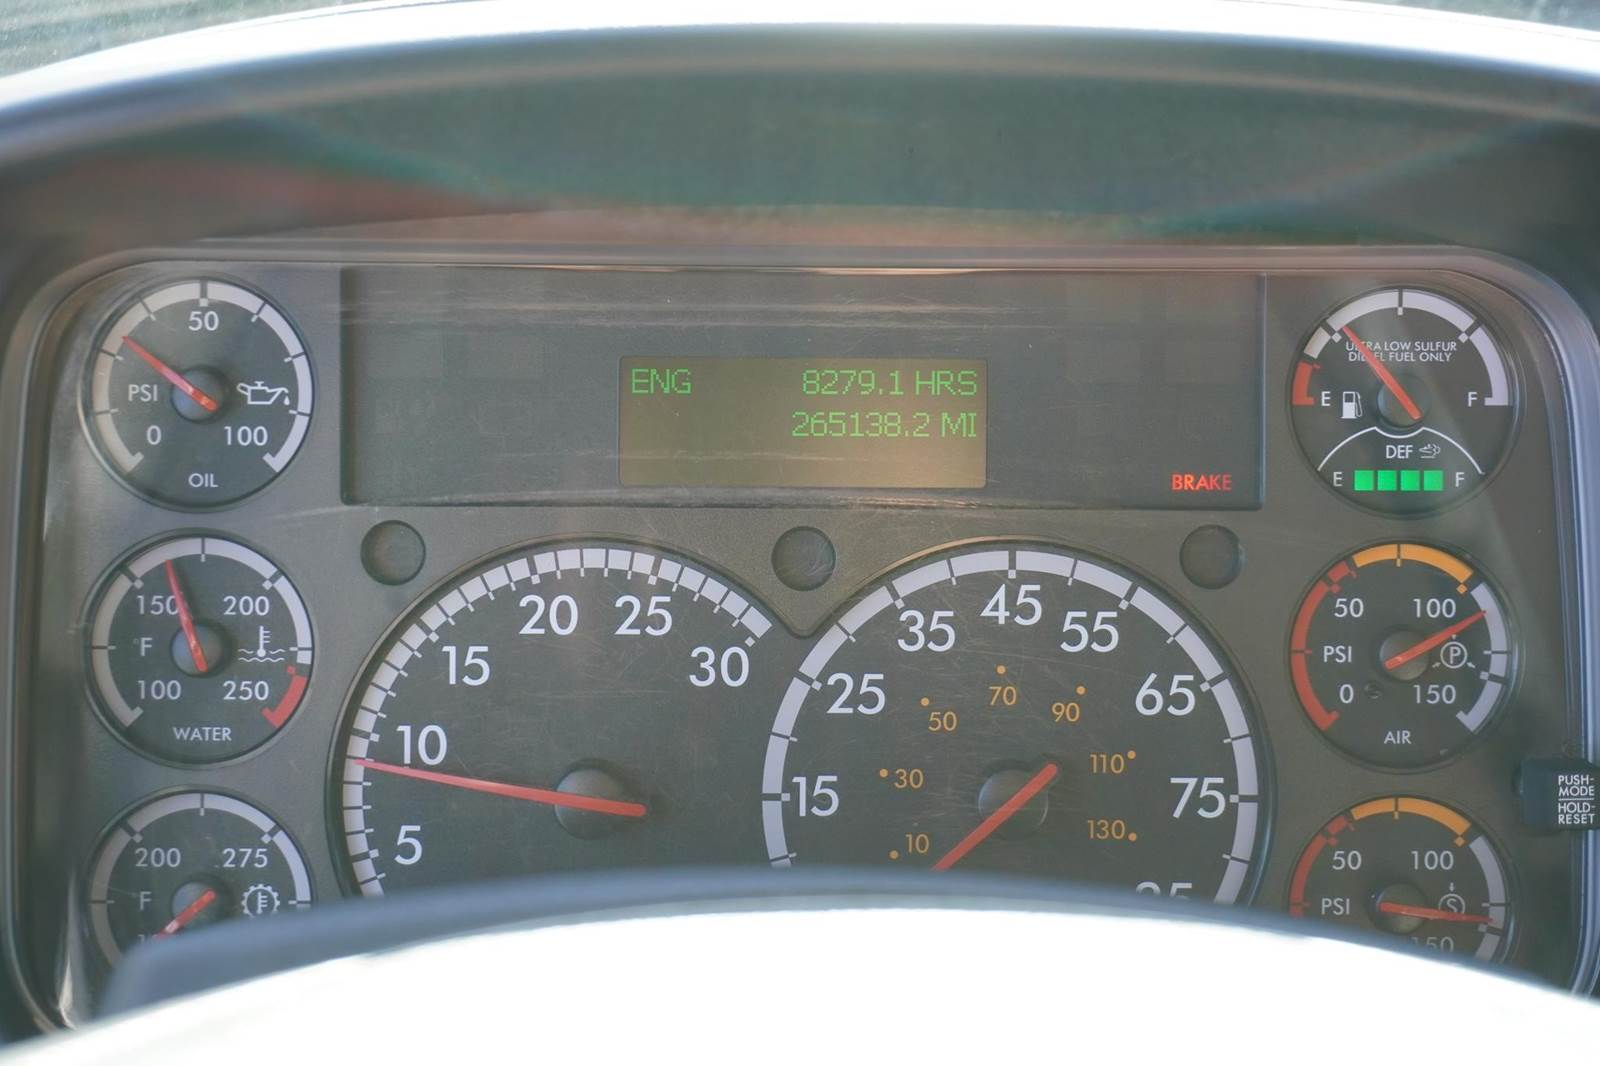 50
PSI
0 100
OIL
ENG 8279.1 HRS
265138.2 MI
BRAKE
ULTRA LOW SULFUR
DIESEL FUEL ONLY
E F
DEF
E F
150 200
°F
100 250
WATER
5 10 15 20 25 30
15 25 35 45 55 65 75
10 30 50 70 90 110 130
50 100
PSI P
0 150
AIR
PUSH-
MODE
HOLD-
RESET
200 275
°F
50 100
PSI S
150